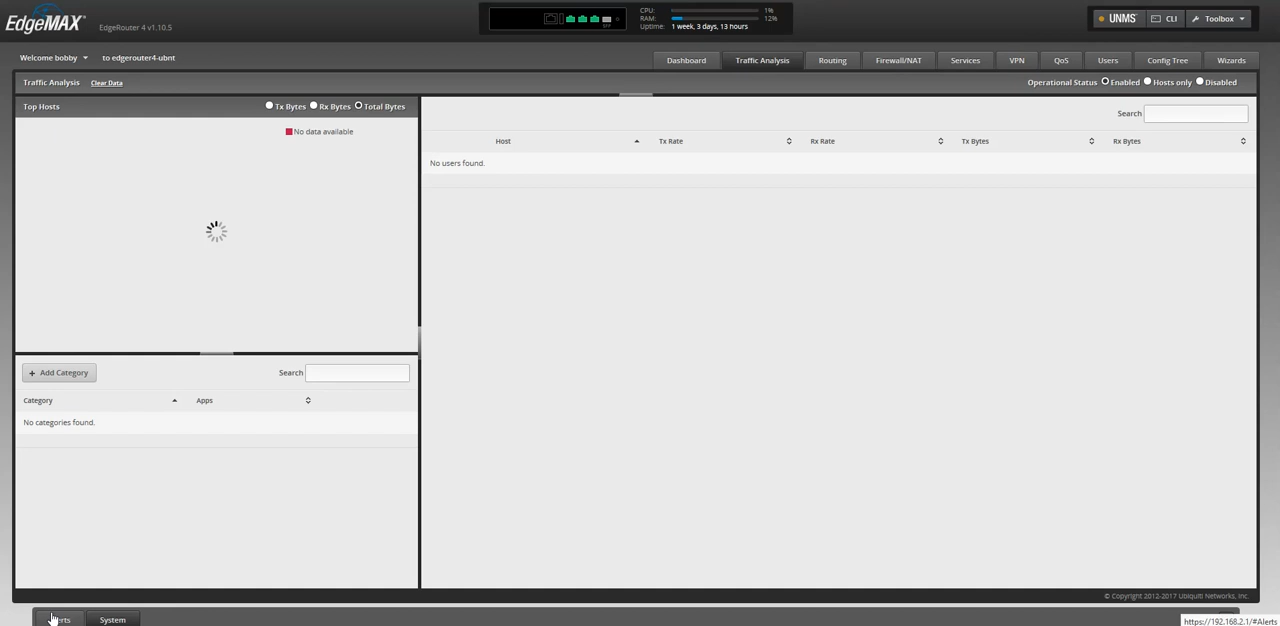 EdgeMAX
EdgeRouter 4 v1.10.5
SFP
CPU: 1%
RAM: 12%
Uptime: 1 week, 3 days, 13 hours
UNMS
CLI
Toolbox
Welcome bobby
to edgerouter4-ubnt
Dashboard
Traffic Analysis
Routing
Firewall/NAT
Services
VPN
QoS
Users
Config Tree
Wizards
Traffic Analysis
Clear Data
Operational Status Enabled Hosts only Disabled
Top Hosts
Tx Bytes Rx Bytes Total Bytes
No data available
Search
Host
Tx Rate
Rx Rate
Tx Bytes
Rx Bytes
No users found.
+ Add Category
Search
Category
Apps
No categories found.
© Copyright 2012-2017 Ubiquiti Networks, Inc.
Alerts
System
https://192.168.2.1/#Alerts